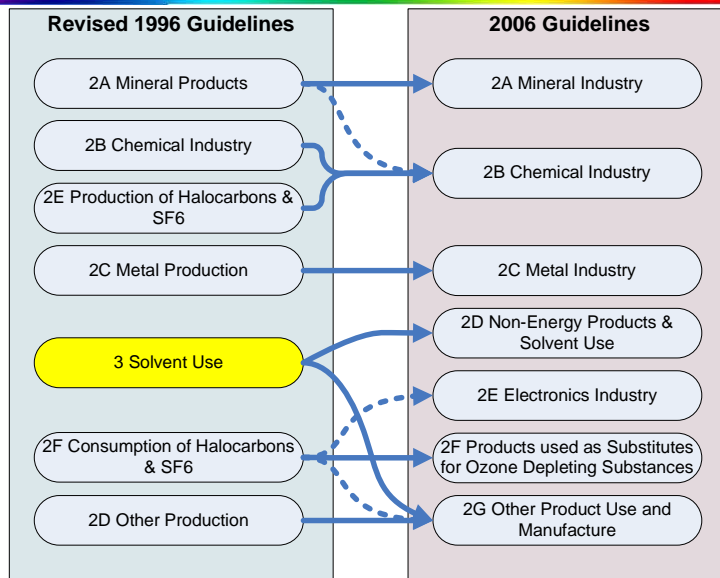 Revised 1996 Guidelines
2A Mineral Products
2B Chemical Industry
2E Production of Halocarbons &
SF6
2C Metal Production
3 Solvent Use
2F Consumption of Halocarbons
& SF6
2D Other Production
2006 Guidelines
2A Mineral Industry
2B Chemical Industry
2C Metal Industry
2D Non-Energy Products &
Solvent Use
2E Electronics Industry
2F Products used as Substitutes
for Ozone Depleting Substances
2G Other Product Use and
Manufacture